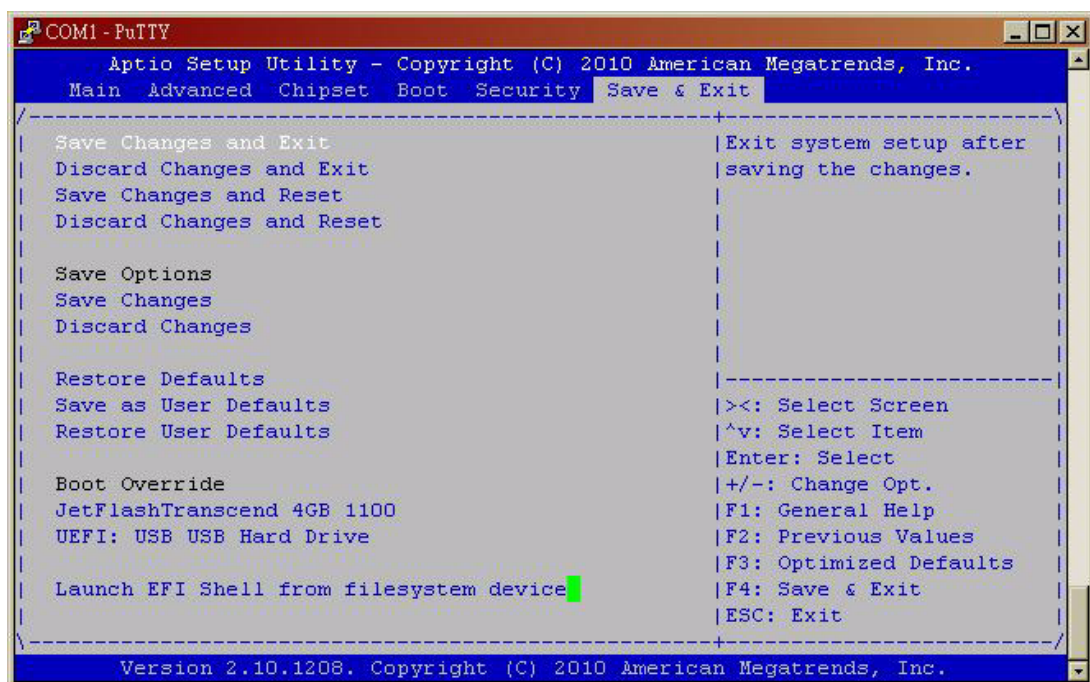 COM1 - PuTTY
Aptio Setup Utility - Copyright (C) 2010 American Megatrends, Inc.
Main Advanced Chipset Boot Security Save & Exit
Save Changes and Exit
Discard Changes and Exit
Save Changes and Reset
Discard Changes and Reset
Save Options
Save Changes
Discard Changes
Restore Defaults
Save as User Defaults
Restore User Defaults
Boot Override
JetFlashTranscend 4GB 1100
UEFI: USB USB Hard Drive
Launch EFI Shell from filesystem device
Exit system setup after
saving the changes.
><: Select Screen
^v: Select Item
Enter: Select
+/-: Change Opt.
F1: General Help
F2: Previous Values
F3: Optimized Defaults
F4: Save & Exit
ESC: Exit
Version 2.10.1208. Copyright (C) 2010 American Megatrends, Inc.